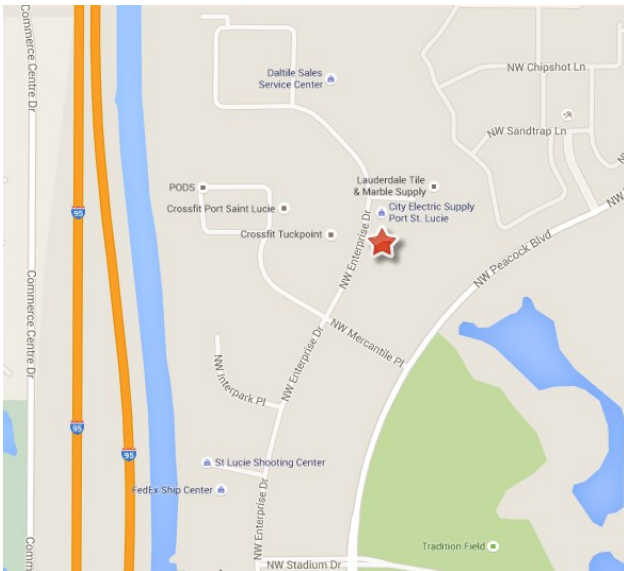 Commerce Centre Dr
Daltile Sales
Service Center
NW Chipshot Ln
NW Sandtrap Ln
Lauderdale Tile
& Marble Supply
PODS
Crossfit Port Saint Lucie
City Electric Supply
Port St. Lucie
95
Crossfit Tuckpoint
NW Enterprise Dr
NW Peacock Blvd
Commerce Centre Dr
NW Mercantile Pl
NW Enterprise Dr
NW Interpark Pl
95
95
St Lucie Shooting Center
FedEx Ship Center
NW Enterprise Dr
Tradition Field
NW Stadium Dr